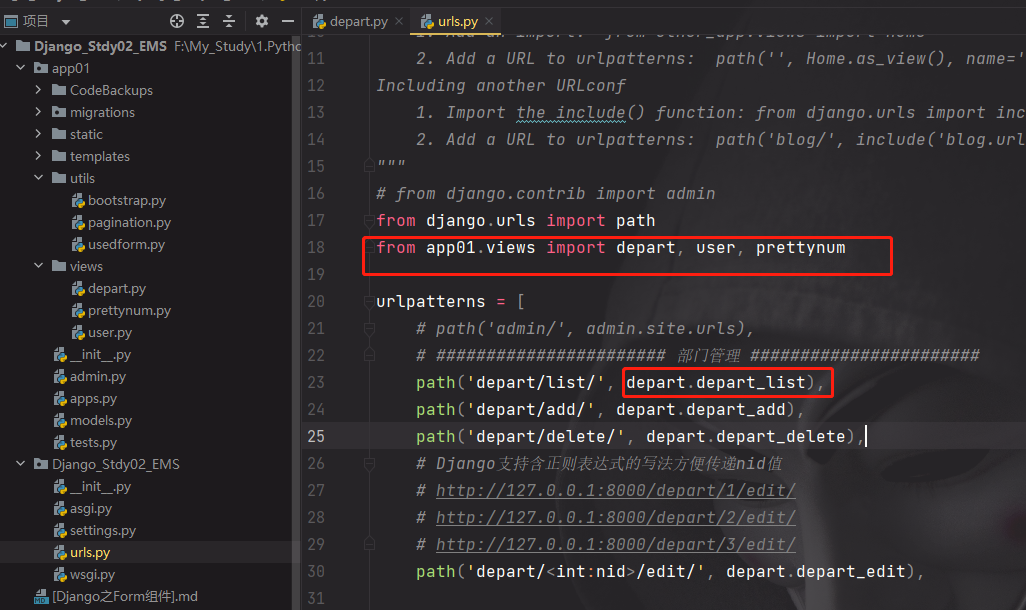 项目
depart.py
urls.py
Django_Stdy02_EMS F:\My_Study\1.Pytho
app01
CodeBackups
migrations
static
templates
utils
bootstrap.py
pagination.py
usedform.py
views
depart.py
prettynum.py
user.py
__init__.py
admin.py
apps.py
models.py
tests.py
Django_Stdy02_EMS
__init__.py
asgi.py
settings.py
urls.py
wsgi.py
[Django之Form组件].md
11 2. Add a URL to urlpatterns:  path('', Home.as_view(), name='
12 Including another URLconf
13 1. Import the include() function: from django.urls import inc
14 2. Add a URL to urlpatterns:  path('blog/', include('blog.url
15 """
16 # from django.contrib import admin
17 from django.urls import path
18 from app01.views import depart, user, prettynum
19
20 urlpatterns = [
21 # path('admin/', admin.site.urls),
22 # ####################### 部门管理 #######################
23 path('depart/list/', depart.depart_list),
24 path('depart/add/', depart.depart_add),
25 path('depart/delete/', depart.depart_delete),
26 # Django支持含正则表达式的写法方便传递nid值
27 # http://127.0.0.1:8000/depart/1/edit/
28 # http://127.0.0.1:8000/depart/2/edit/
29 # http://127.0.0.1:8000/depart/3/edit/
30 path('depart/<int:nid>/edit/', depart.depart_edit),
31